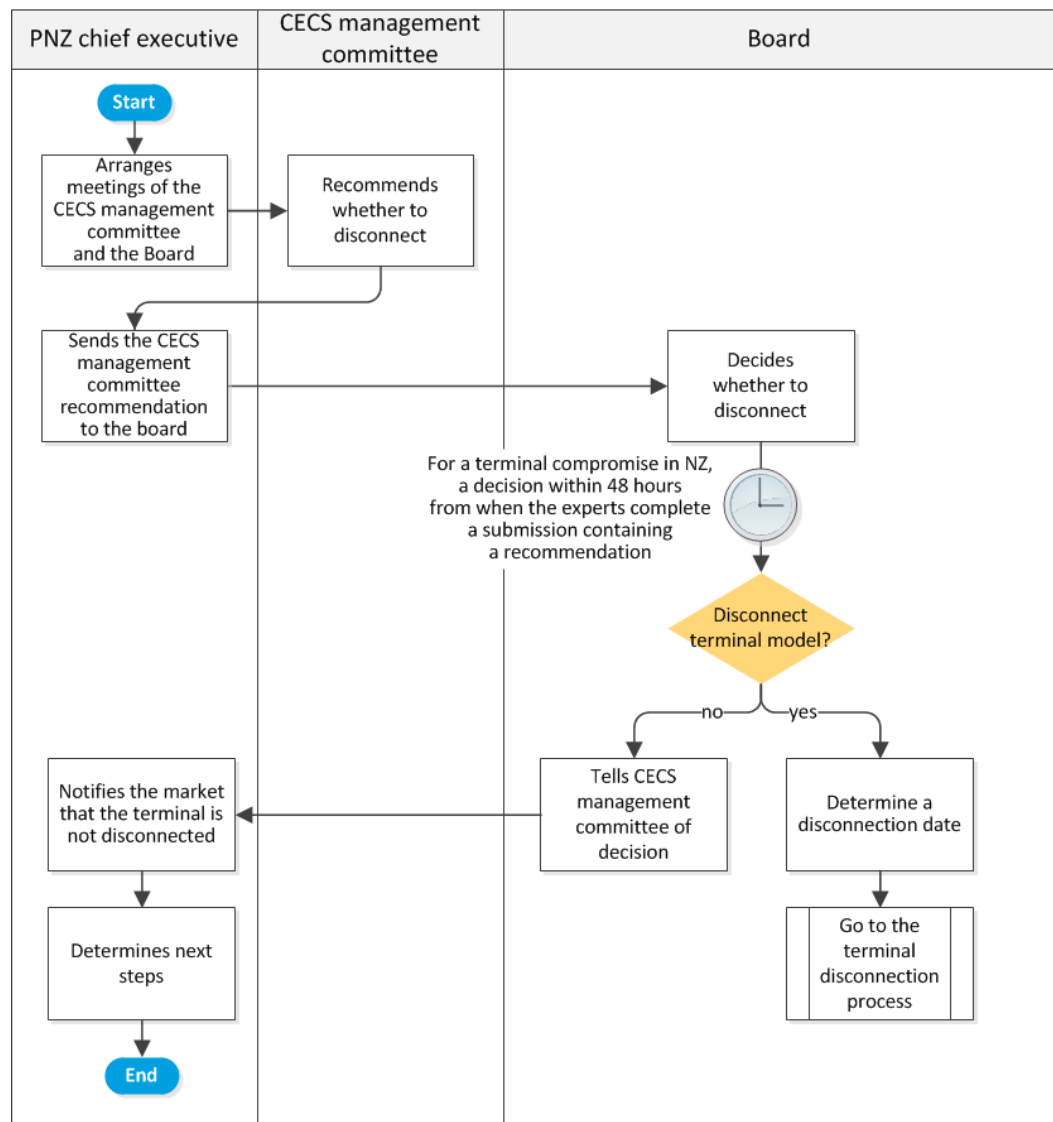 PNZ chief executive
CECS management
committee
Board
Start
Arranges
meetings of the
CECS management
committee
and the Board
Recommends
whether to
disconnect
Sends the CECS
management
committee
recommendation
to the board
Decides
whether to
disconnect
For a terminal compromise in NZ,
a decision within 48 hours
from when the experts complete
a submission containing
a recommendation
Disconnect
terminal model?
no
yes
Notifies the market
that the terminal is
not disconnected
Tells CECS
management
committee of
decision
Determine a
disconnection date
Determines next
steps
Go to the
terminal
disconnection
process
End